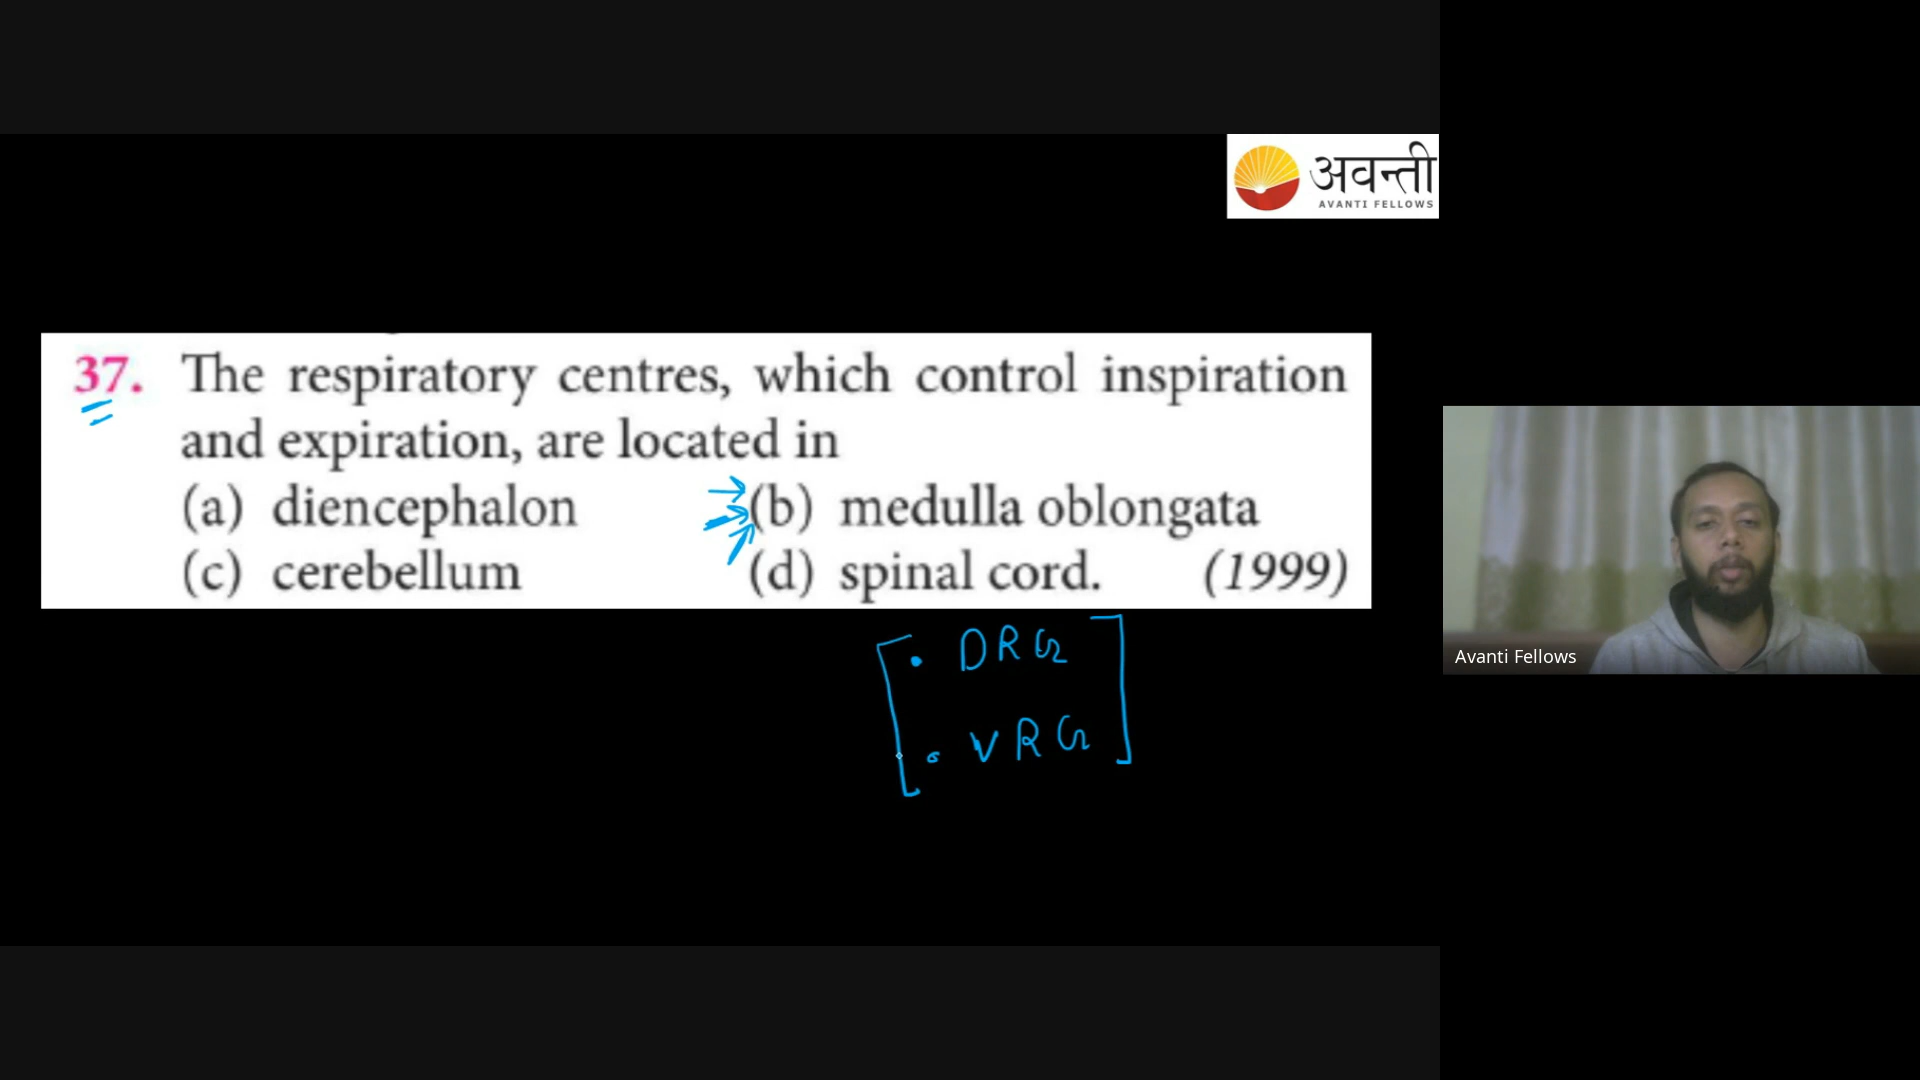 अवन्ती
AVANTI FELLOWS
37. The respiratory centres, which control inspiration
and expiration, are located in
(a) diencephalon (b) medulla oblongata
(c) cerebellum (d) spinal cord. (1999)
• DRG
• VRG
Avanti Fellows